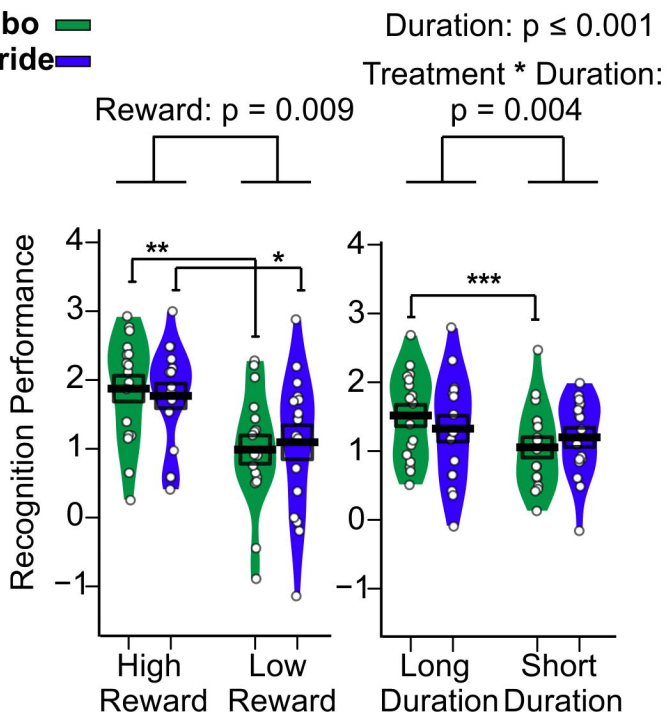 bo
ride
Duration: p ≤ 0.001
Treatment * Duration:
p = 0.004
Reward: p = 0.009
Recognition Performance
4
3
2
1
0
−1
**
*
High
Reward
Low
Reward
4
3
2
1
0
−1
***
Long
Duration
Short
Duration